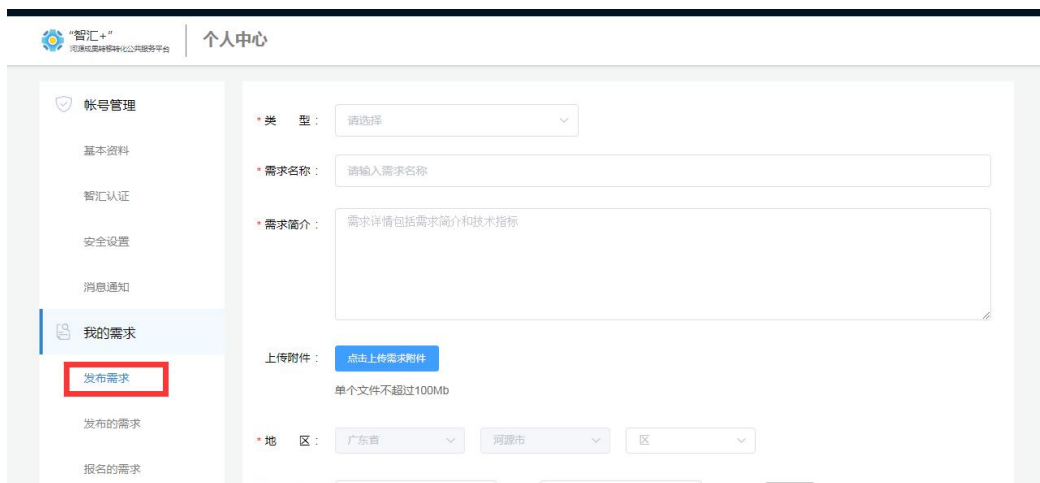 "智汇+"
河源成果转移转化公共服务平台
个人中心
帐号管理
基本资料
智汇认证
安全设置
消息通知
我的需求
发布需求
发布的需求
报名的需求
* 类 型：
请选择
* 需求名称：
请输入需求名称
* 需求简介：
需求详情包括需求简介和技术指标
上传附件：
点击上传需求附件
单个文件不超过100Mb
* 地 区：
广东省
河源市
区